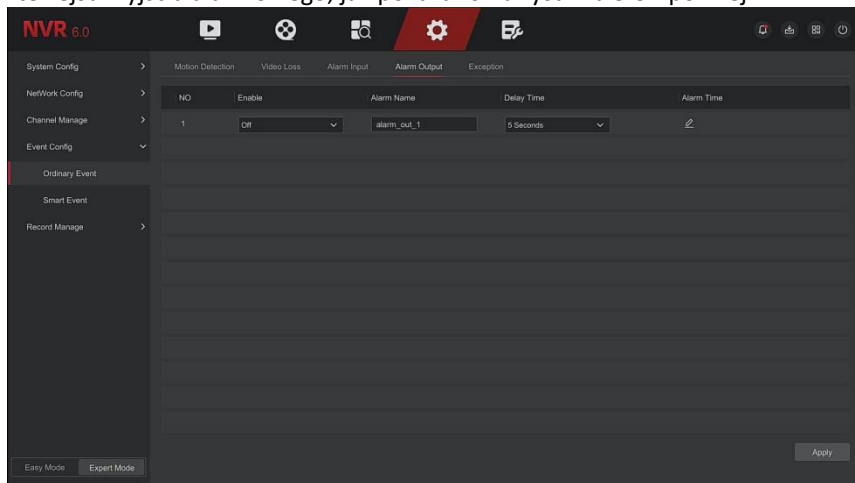 NVR 6.0
System Config
NetWork Config
Channel Manage
Event Config
Ordinary Event
Smart Event
Record Manage
Easy Mode Expert Mode
Motion Detection Video Loss Alarm Input Alarm Output Exception
NO Enable Alarm Name Delay Time Alarm Time
1 Off alarm_out_1 5 Seconds
Apply